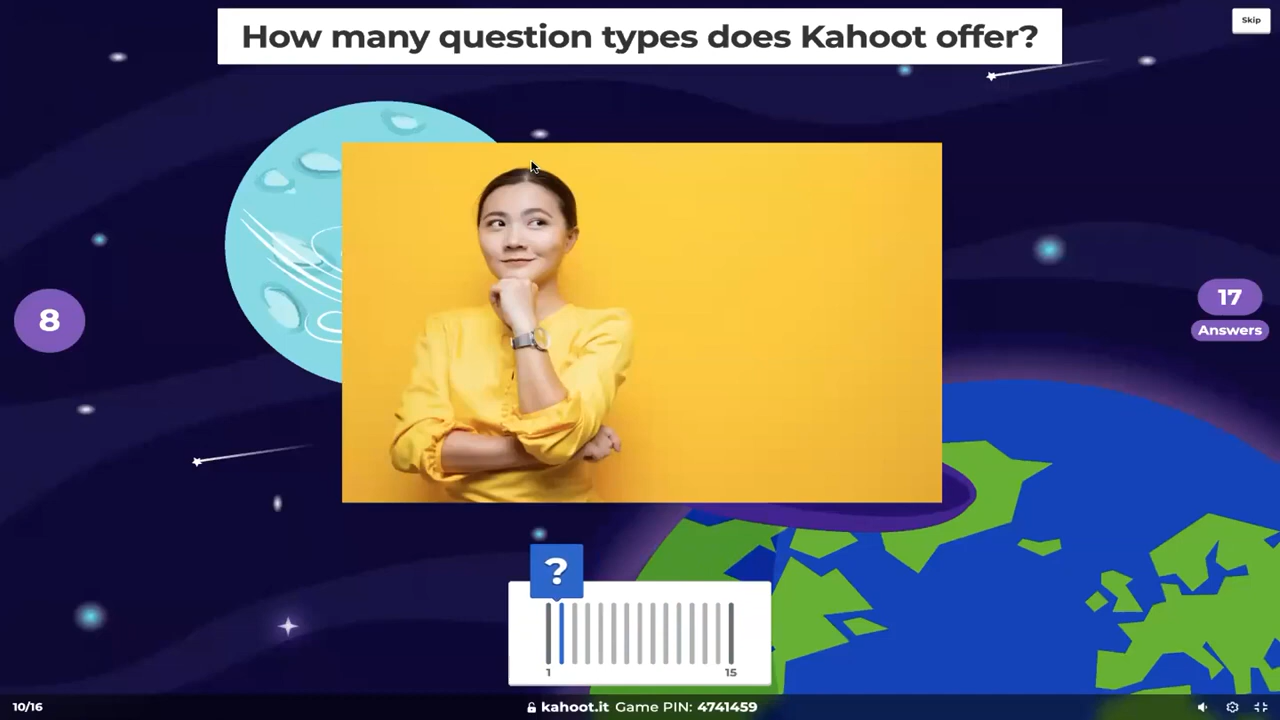 How many question types does Kahoot offer?
Skip
8
17
Answers
?
1 15
10/16
kahoot.it Game PIN: 4741459